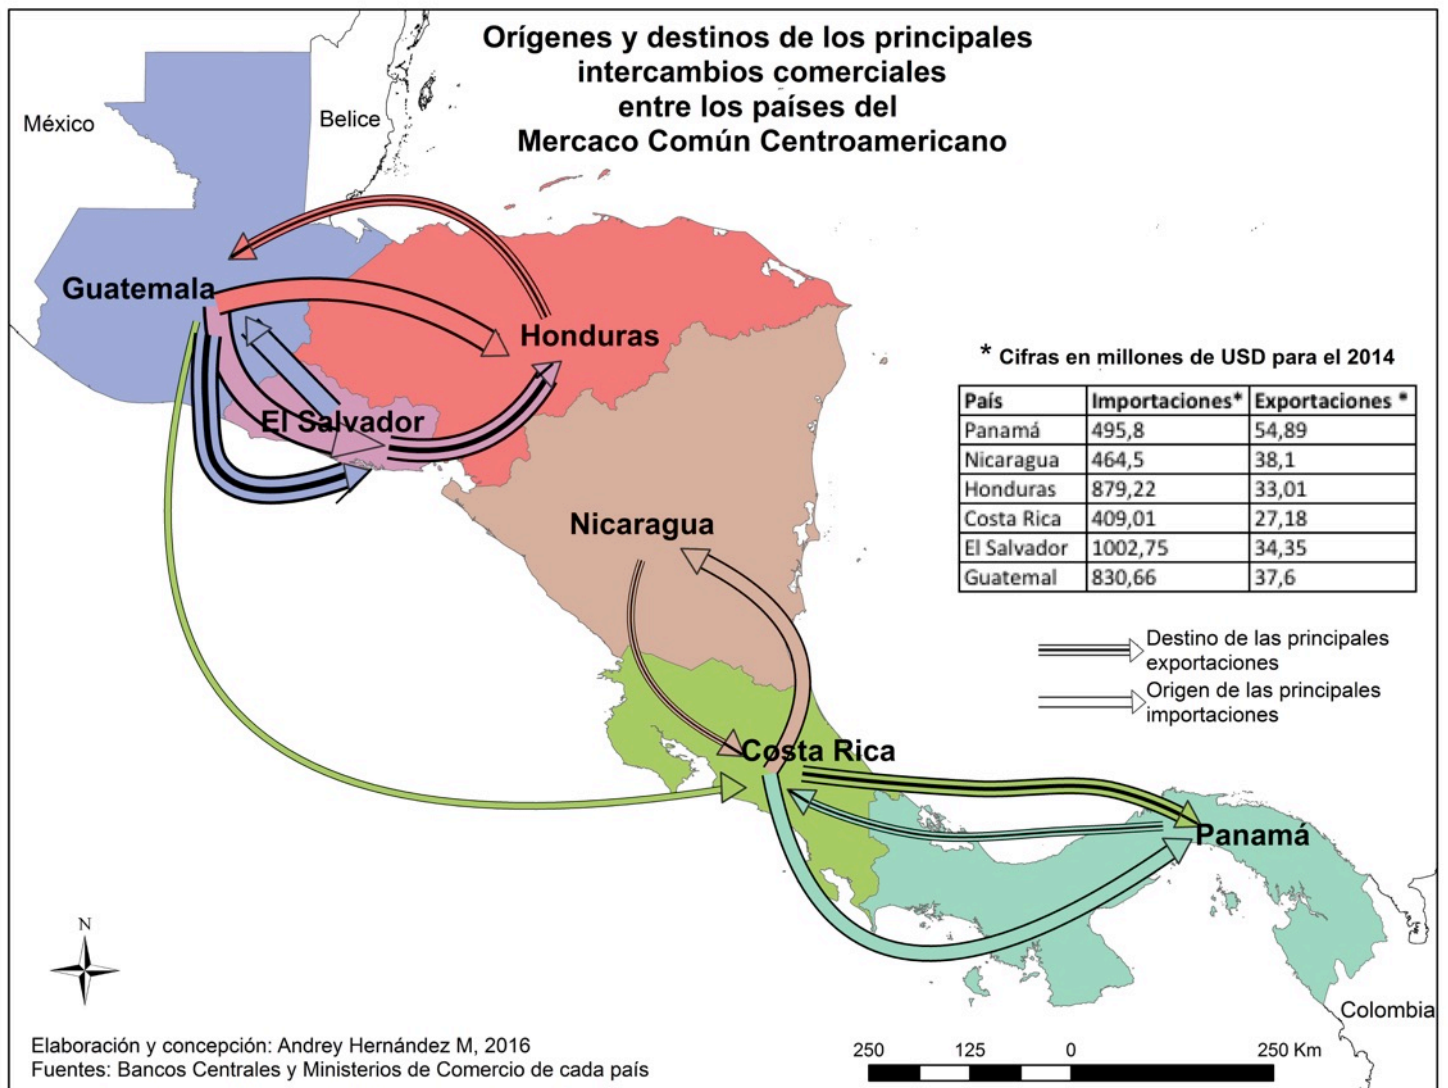 Orígenes y destinos de los principales
intercambios comerciales
entre los países del
Mercaco Común Centroamericano
México
Belice
Guatemala
Honduras
El Salvador
Nicaragua
Costa Rica
Panamá
Colombia
* Cifras en millones de USD para el 2014
País Importaciones* Exportaciones *
Panamá 495,8 54,89
Nicaragua 464,5 38,1
Honduras 879,22 33,01
Costa Rica 409,01 27,18
El Salvador 1002,75 34,35
Guatemal 830,66 37,6
Destino de las principales
exportaciones
Origen de las principales
importaciones
N
Elaboración y concepción: Andrey Hernández M, 2016
Fuentes: Bancos Centrales y Ministerios de Comercio de cada país
250 125 0 250 Km